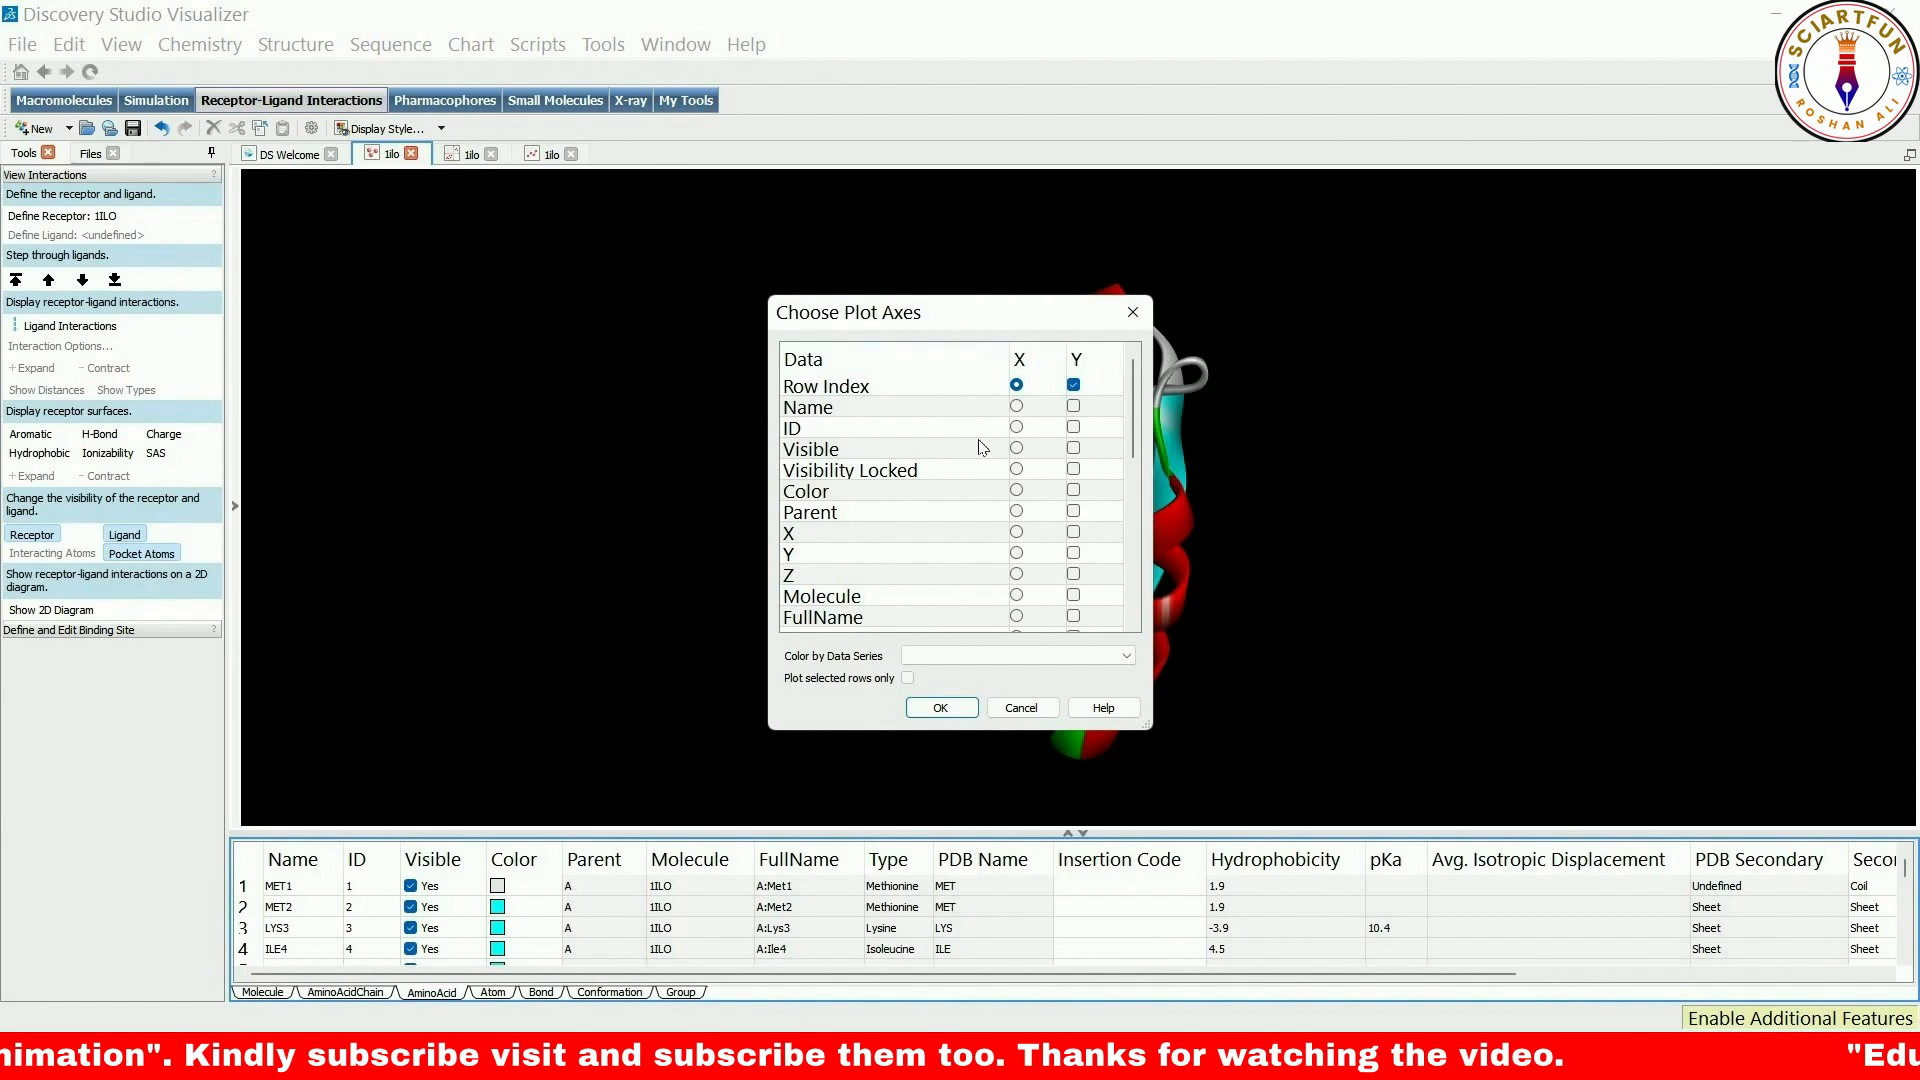 Discovery Studio Visualizer
File Edit View Chemistry Structure Sequence Chart Scripts Tools Window Help
SCIARTFUN
ROSHAN ALI
Macromolecules Simulation Receptor-Ligand Interactions Pharmacophores Small Molecules X-ray My Tools
New Display Style...
Tools Files DS Welcome 1ilo 1ilo 1ilo
View Interactions ?
Define the receptor and ligand.
Define Receptor: 1ILO
Define Ligand: <undefined>
Step through ligands.
Display receptor-ligand interactions.
Ligand Interactions
Interaction Options...
+Expand -Contract
Show Distances Show Types
Display receptor surfaces.
Aromatic H-Bond Charge
Hydrophobic Ionizability SAS
+Expand -Contract
Change the visibility of the receptor and
ligand.
Receptor Ligand
Interacting Atoms Pocket Atoms
Show receptor-ligand interactions on a 2D
diagram.
Show 2D Diagram
Define and Edit Binding Site ?
Choose Plot Axes
Data X Y
Row Index
Name
ID
Visible
Visibility Locked
Color
Parent
X
Y
Z
Molecule
FullName
Color by Data Series
Plot selected rows only
OK Cancel Help
Name ID Visible Color Parent Molecule FullName Type PDB Name Insertion Code Hydrophobicity pKa Avg. Isotropic Displacement PDB Secondary Secon
1 MET1 1 Yes A 1ILO A:Met1 Methionine MET 1.9 Undefined Coil
2 MET2 2 Yes A 1ILO A:Met2 Methionine MET 1.9 Sheet Sheet
3 LYS3 3 Yes A 1ILO A:Lys3 Lysine LYS -3.9 10.4 Sheet Sheet
4 ILE4 4 Yes A 1ILO A:Ile4 Isoleucine ILE 4.5 Sheet Sheet
Molecule AminoAcidChain AminoAcid Atom Bond Conformation Group
Enable Additional Features
nimation". Kindly subscribe visit and subscribe them too. Thanks for watching the video. "Edu